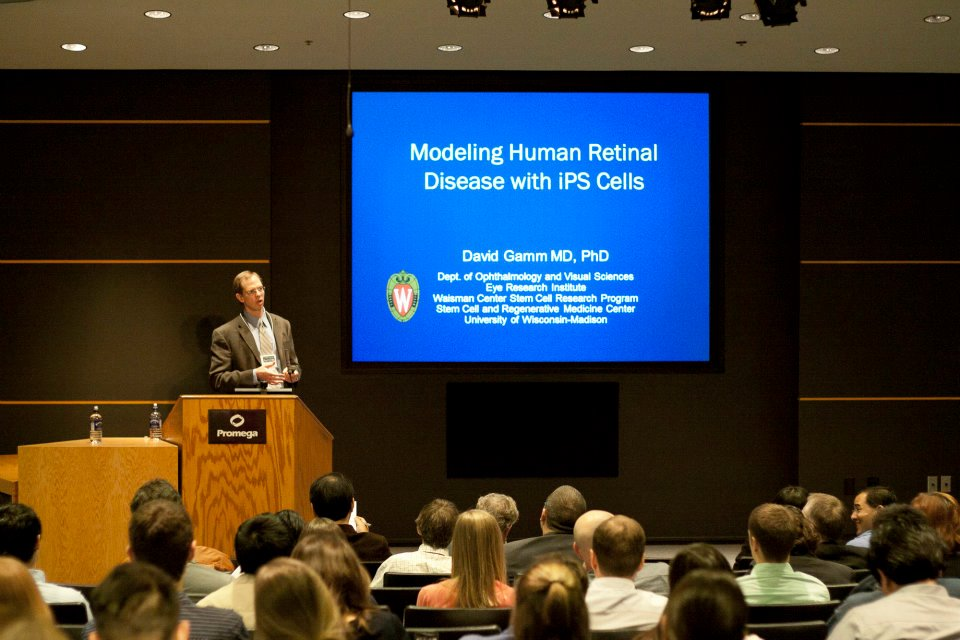 Modeling Human Retinal
Disease with iPS Cells
David Gamm MD, PhD
Dept. of Ophthalmology and Visual Sciences
Eye Research Institute
Waisman Center Stem Cell Research Program
Stem Cell and Regenerative Medicine Center
University of Wisconsin-Madison
W
Promega